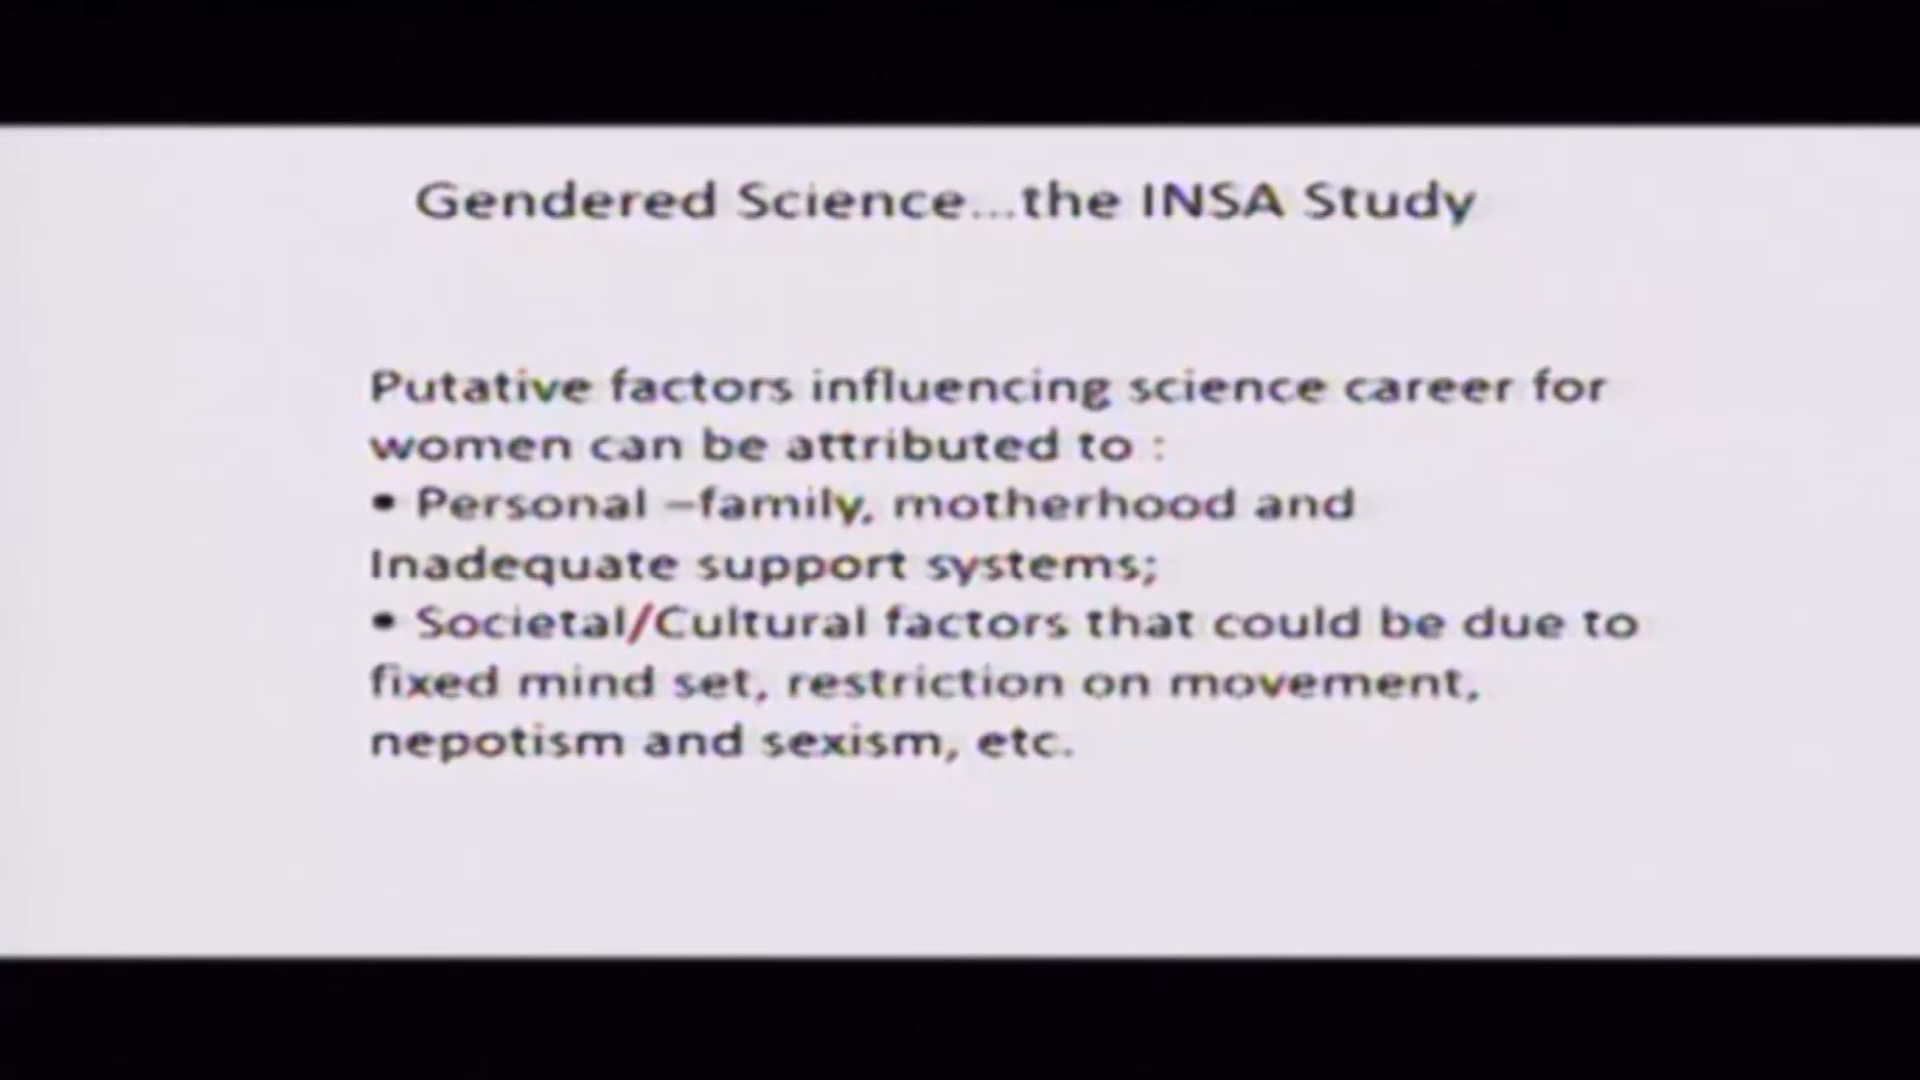 Gendered Science...the INSA Study
Putative factors influencing science career for
women can be attributed to :
• Personal –family, motherhood and
Inadequate support systems;
• Societal/Cultural factors that could be due to
fixed mind set, restriction on movement,
nepotism and sexism, etc.